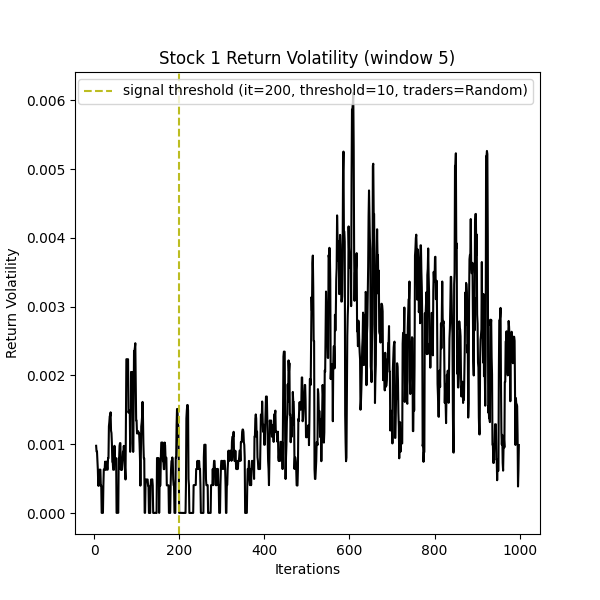 Stock 1 Return Volatility (window 5)
signal threshold (it=200, threshold=10, traders=Random)
0.006
0.005
0.004
0.003
0.002
0.001
0.000
Return Volatility
0 200 400 600 800 1000
Iterations